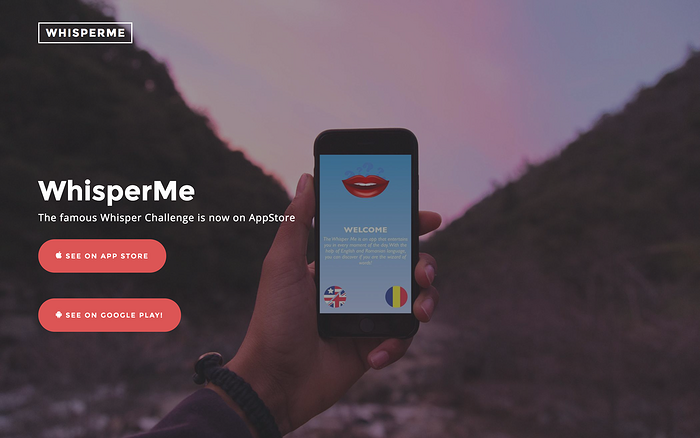 WHISPERME
WhisperMe
The famous Whisper Challenge is now on AppStore
SEE ON APP STORE
SEE ON GOOGLE PLAY!
WELCOME
The Whisper Me is an app that entertains
you in every moment of the day.With the
help of English and Romanian language,
you can discover if you are the wizard of
words!